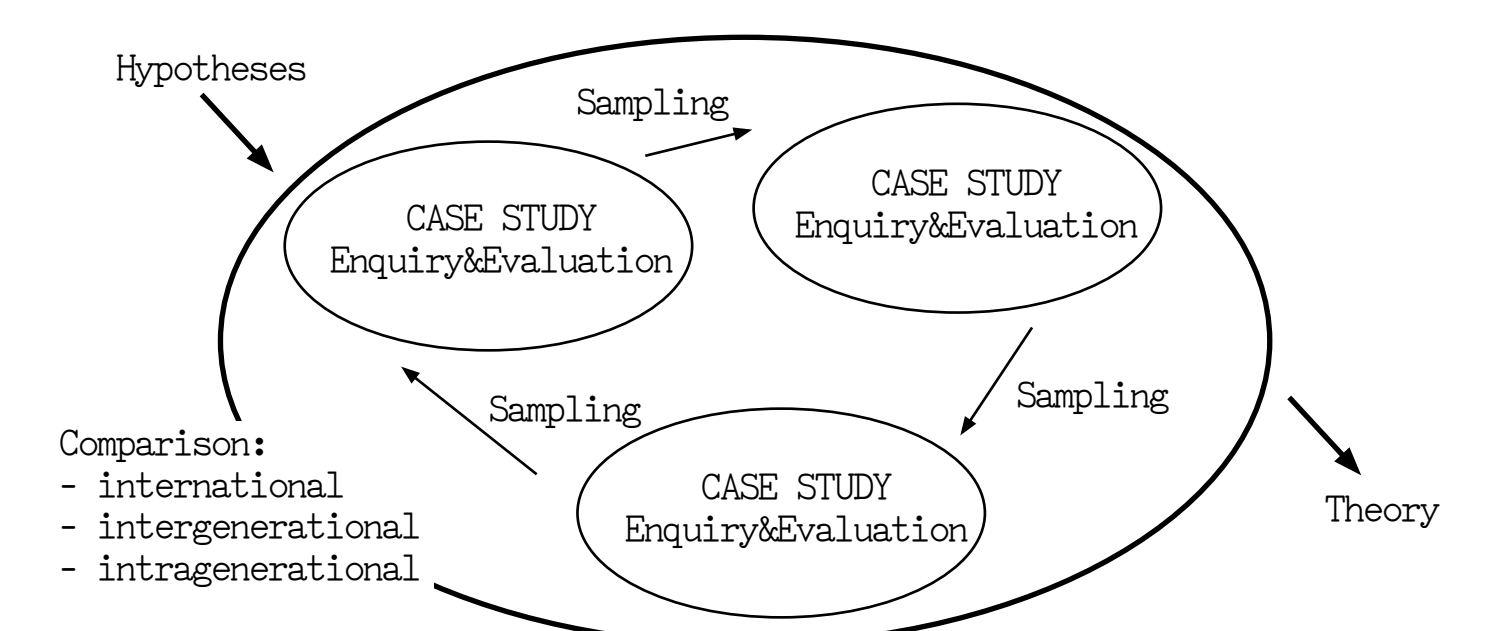 Hypotheses
Sampling
CASE STUDY
Enquiry&Evaluation
CASE STUDY
Enquiry&Evaluation
Sampling
Sampling
Comparison:
- international
- intergenerational
- intragenerational
CASE STUDY
Enquiry&Evaluation
Theory